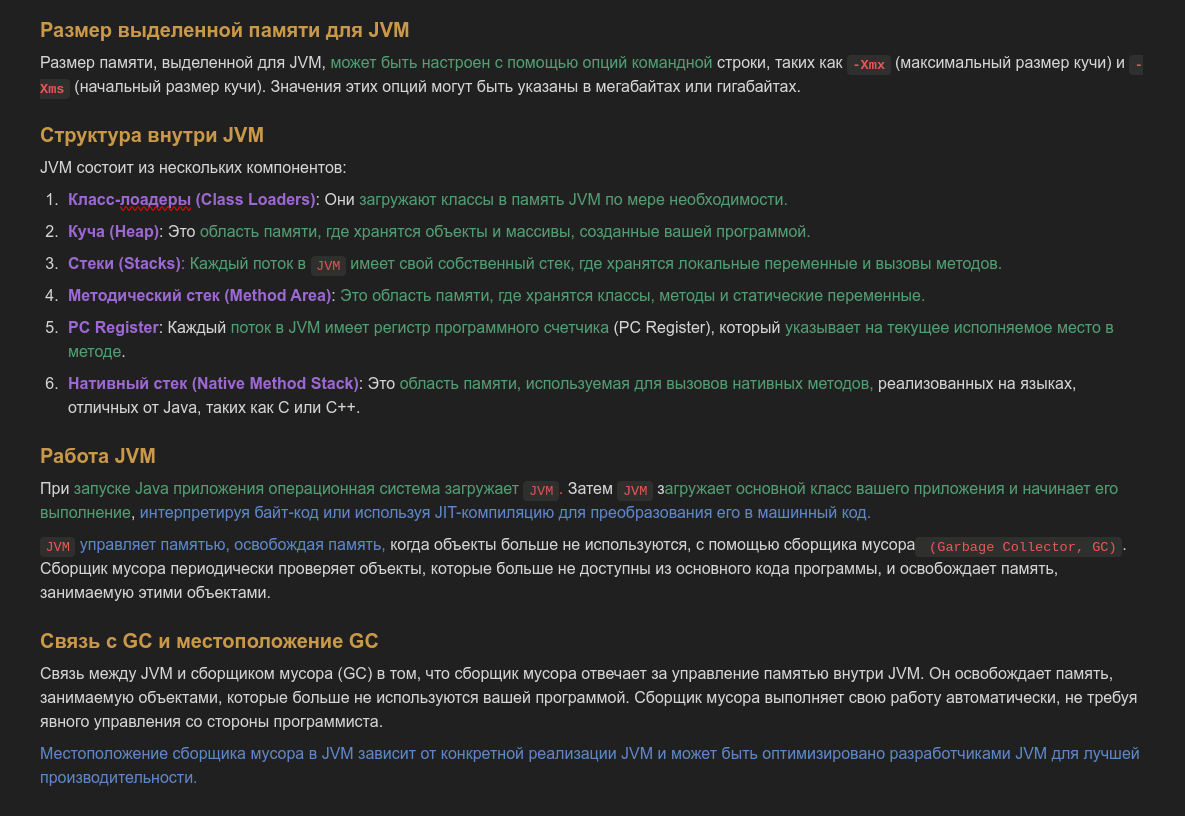 Размер выделенной памяти для JVM
Размер памяти, выделенной для JVM, может быть настроен с помощью опций командной строки, таких как -Xmx (максимальный размер кучи) и -
Xms (начальный размер кучи). Значения этих опций могут быть указаны в мегабайтах или гигабайтах.
Структура внутри JVM
JVM состоит из нескольких компонентов:
1. Класс-лоадеры (Class Loaders): Они загружают классы в память JVM по мере необходимости.
2. Куча (Heap): Это область памяти, где хранятся объекты и массивы, созданные вашей программой.
3. Стеки (Stacks): Каждый поток в JVM имеет свой собственный стек, где хранятся локальные переменные и вызовы методов.
4. Методический стек (Method Area): Это область памяти, где хранятся классы, методы и статические переменные.
5. PC Register: Каждый поток в JVM имеет регистр программного счетчика (PC Register), который указывает на текущее исполняемое место в
методе.
6. Нативный стек (Native Method Stack): Это область памяти, используемая для вызовов нативных методов, реализованных на языках,
отличных от Java, таких как C или C++.
Работа JVM
При запуске Java приложения операционная система загружает JVM. Затем JVM загружает основной класс вашего приложения и начинает его
выполнение, интерпретируя байт-код или используя JIT-компиляцию для преобразования его в машинный код.
JVM управляет памятью, освобождая память, когда объекты больше не используются, с помощью сборщика мусора (Garbage Collector, GC).
Сборщик мусора периодически проверяет объекты, которые больше не доступны из основного кода программы, и освобождает память,
занимаемую этими объектами.
Связь с GC и местоположение GC
Связь между JVM и сборщиком мусора (GC) в том, что сборщик мусора отвечает за управление памятью внутри JVM. Он освобождает память,
занимаемую объектами, которые больше не используются вашей программой. Сборщик мусора выполняет свою работу автоматически, не требуя
явного управления со стороны программиста.
Местоположение сборщика мусора в JVM зависит от конкретной реализации JVM и может быть оптимизировано разработчиками JVM для лучшей
производительности.